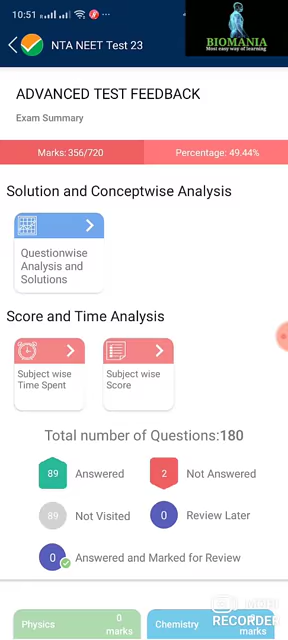 10:51
BIOMANIA
Most easy way of learning
NTA NEET Test 23
ADVANCED TEST FEEDBACK
Exam Summary
Marks: 356/720
Percentage: 49.44%
Solution and Conceptwise Analysis
Questionwise
Analysis and
Solutions
Score and Time Analysis
Subject wise
Time Spent
Subject wise
Score
Total number of Questions:180
89 Answered
2 Not Answered
89 Not Visited
0 Review Later
0 Answered and Marked for Review
Physics
0
marks
Chemistry
marks
RECORDER